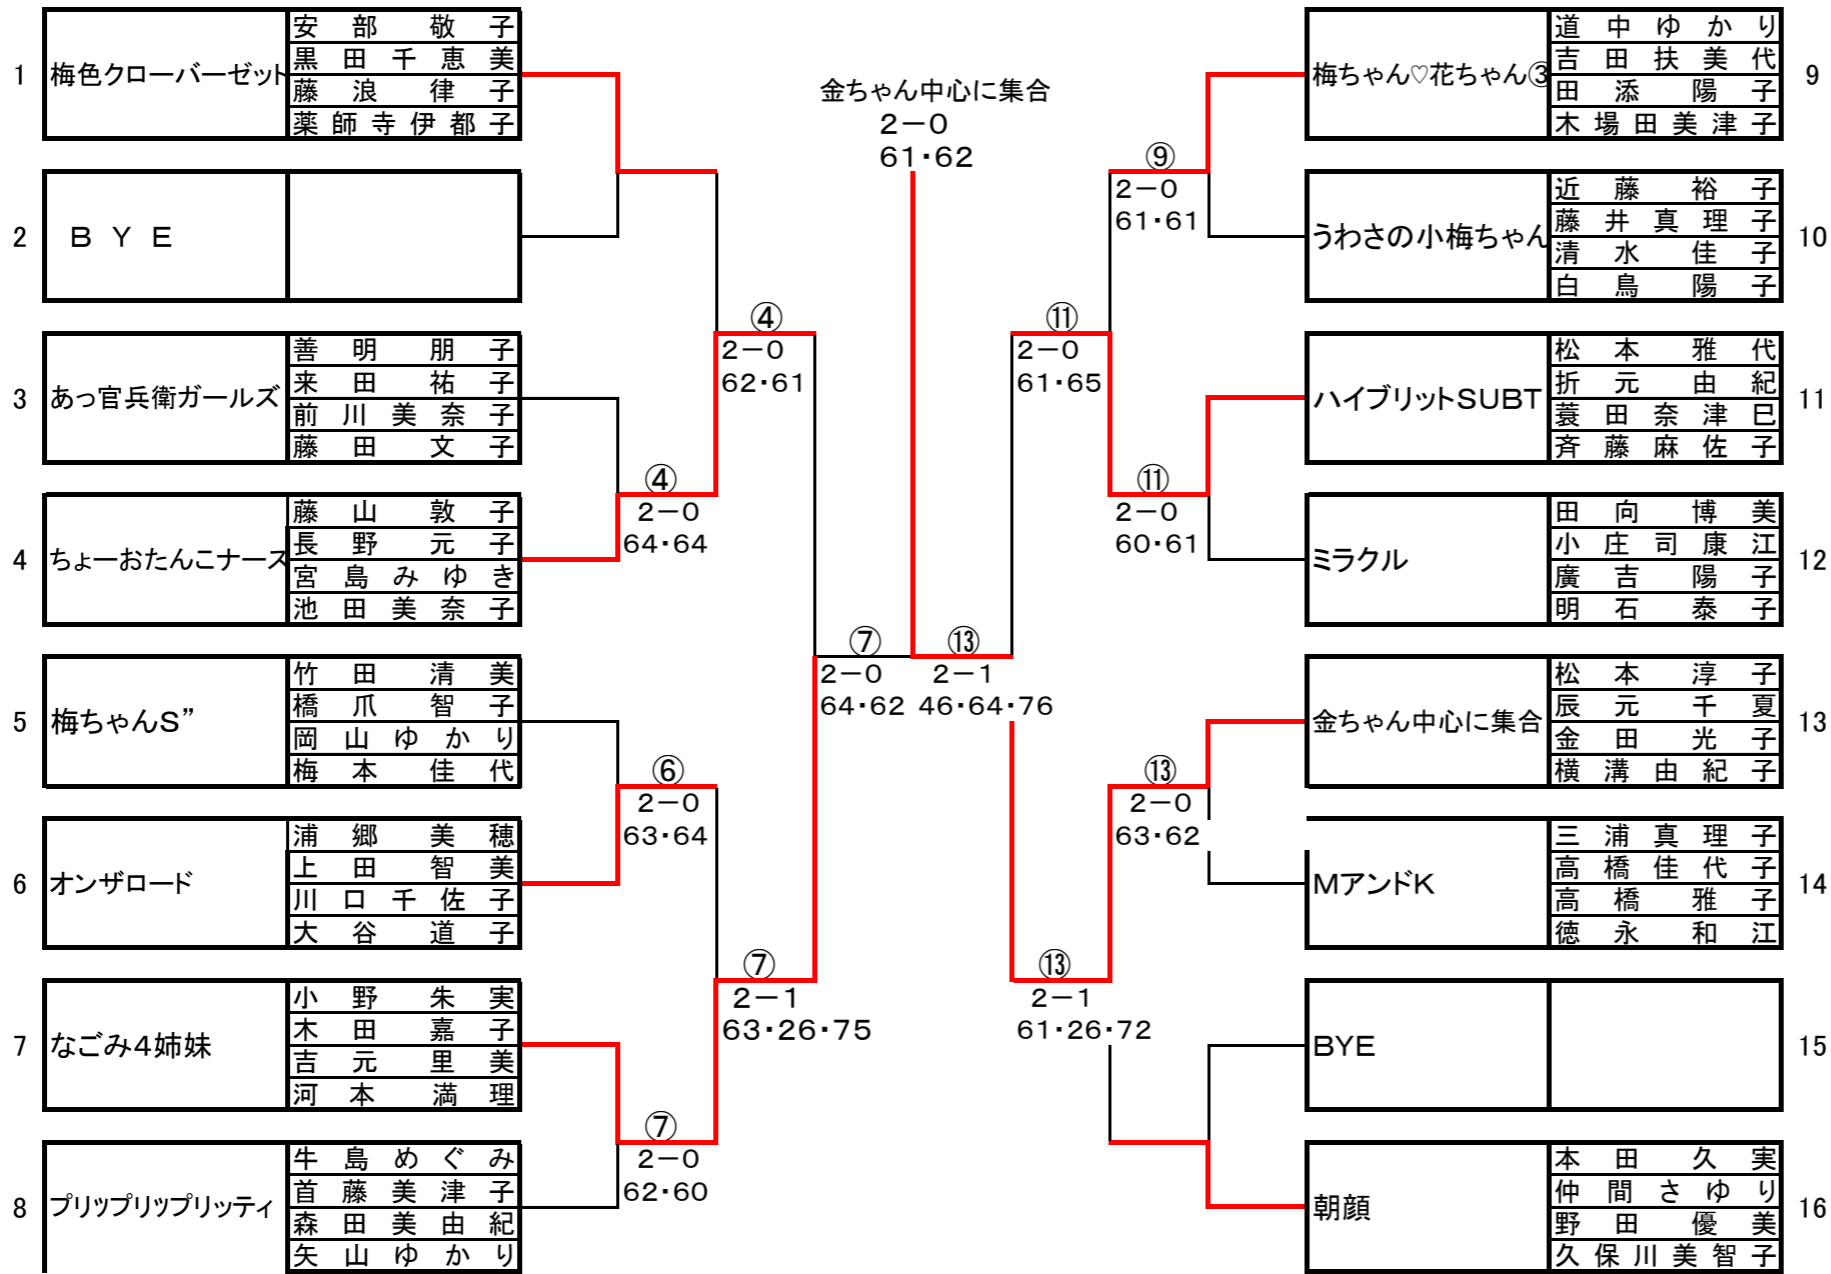 1 梅色クローバーゼット
安部敬子
黒田千恵美
藤浪律子
薬師寺伊都子
2 BYE
3 あっ官兵衛ガールズ
善明朋子
来田祐子
前川美奈子
藤田文子
4 ちょーおたんこナース
藤山敦子
長野元子
宮島みゆき
池田美奈子
5 梅ちゃんS”
竹田清美
橋爪智子
岡山ゆかり
梅本佳代
6 オンザロード
浦郷美穂
上田智美
川口千佐子
大谷道子
7 なごみ4姉妹
小野朱実
木田嘉子
吉元里美
河本満理
8 プリップリップリッティ
牛島めぐみ
首藤美津子
森田美由紀
矢山ゆかり
④
2-0
62・61
④
2-0
64・64
⑥
2-0
63・64
⑦
2-1
63・26・75
⑦
2-0
62・60
⑦
2-0
64・62
金ちゃん中心に集合
2-0
61・62
⑬
2-1
46・64・76
⑨
2-0
61・61
⑪
2-0
61・65
⑪
2-0
60・61
⑬
2-0
63・62
⑬
2-1
61・26・72
梅ちゃん♡花ちゃん③ 9
道中ゆかり
吉田扶美代
田添陽子
木場田美津子
うわさの小梅ちゃん 10
近藤裕子
藤井真理子
清水佳子
白鳥陽子
ハイブリットSUBT 11
松本雅代
折元由紀
蓑田奈津巳
斉藤麻佐子
ミラクル 12
田向博美
小庄司康江
廣吉陽子
明石泰子
金ちゃん中心に集合 13
松本淳子
辰元千夏
金田光子
横溝由紀子
MアンドK 14
三浦真理子
高橋佳代子
高橋雅子
徳永和江
BYE 15
朝顔 16
本田久実
仲間さゆり
野田優美
久保川美智子